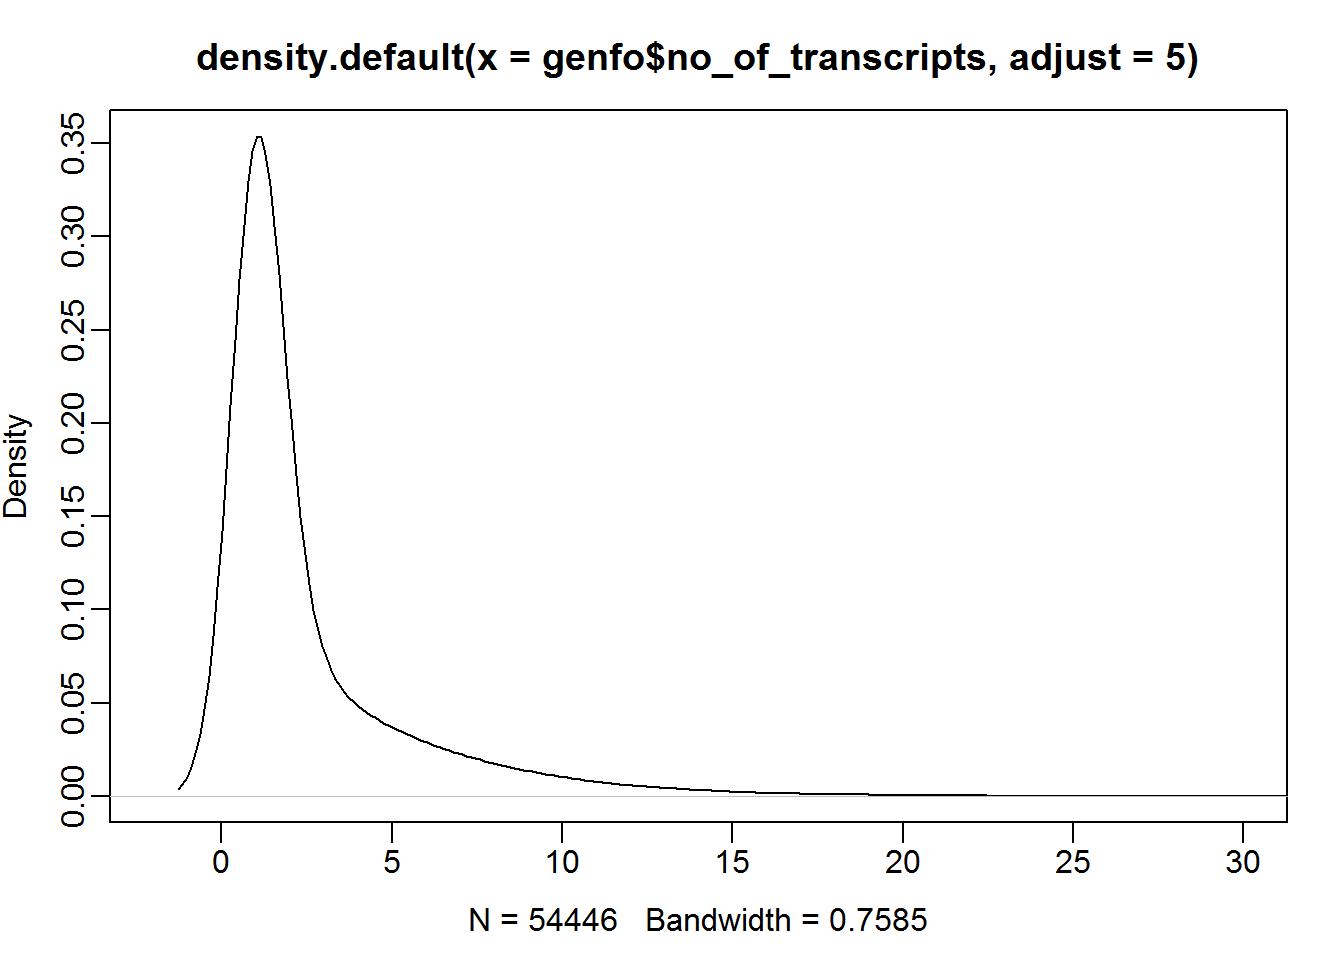 density.default(x = genfo$no_of_transcripts, adjust = 5)
Density
0.35
0.30
0.25
0.20
0.15
0.10
0.05
0.00
0 5 10 15 20 25 30
N = 54446 Bandwidth = 0.7585